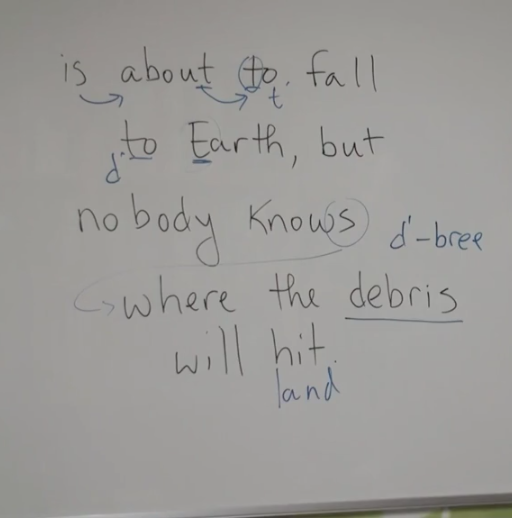 is about to. fall
t
to Earth, but
d'
nobody knows
d'-bree
where the debris
will hit.
land